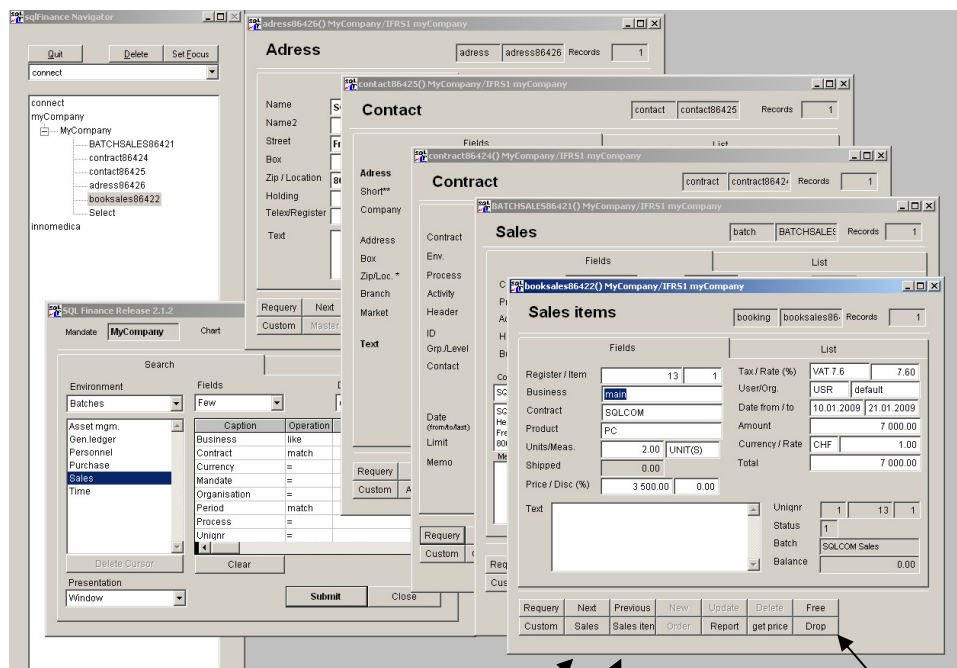 sqlFinance Navigator
Quit Delete Set Focus
connect
connect
myCompany
MyCompany
BATCHSALES86421
contract86424
contact86425
adress86426
booksales86422
Select
innomedica
adress86426() MyCompany/IFRS1 myCompany
Adress
adress adress86426 Records 1
Name
Name2
Street
Box
Zip / Location
Holding
Telex/Register
Text
Requery Next
Custom Master
contact86425() MyCompany/IFRS1 myCompany
Contact
contact contact86425 Records 1
Fields List
Adress
Short**
Company
Address
Box
Zip/Loc. *
Branch
Market
Text
Requery
Custom
contract86424() MyCompany/IFRS1 myCompany
Contract
contract contract86424 Records 1
Contract
Env.
Process
Activity
Header
ID
Grp./Level
Contact
Date
(from/to/last)
Limit
Memo
Requery
Custom
BATCHSALES86421() MyCompany/IFRS1 myCompany
Sales
batch BATCHSALES Records 1
Fields List
SQL Finance Release 2.1.2
Mandate MyCompany Chart
Search
Environment Fields
Batches Few
Asset mgm.
Gen.ledger
Personnel
Purchase
Sales
Time
Caption Operation
Business like
Contract match
Currency =
Mandate =
Organisation =
Period match
Process =
Uniqnr =
Delete Cursor Clear
Presentation
Window Submit Close
booksales86422() MyCompany/IFRS1 myCompany
Sales items
booking booksales86 Records 1
Fields List
Register / Item 13 1
Business main
Contract SQLCOM
Product PC
Units/Meas. 2.00 UNIT(S)
Shipped 0.00
Price / Disc (%) 3 500.00 0.00
Tax / Rate (%) VAT 7.6 7.60
User/Org. USR default
Date from / to 10.01.2009 21.01.2009
Amount 7 000.00
Currency / Rate CHF 1.00
Total 7 000.00
Text
Uniqnr 1 13 1
Status 1
Batch SQLCOM Sales
Balance 0.00
Requery Next Previous New Update Delete Free
Custom Sales Sales iten Order Report get price Drop